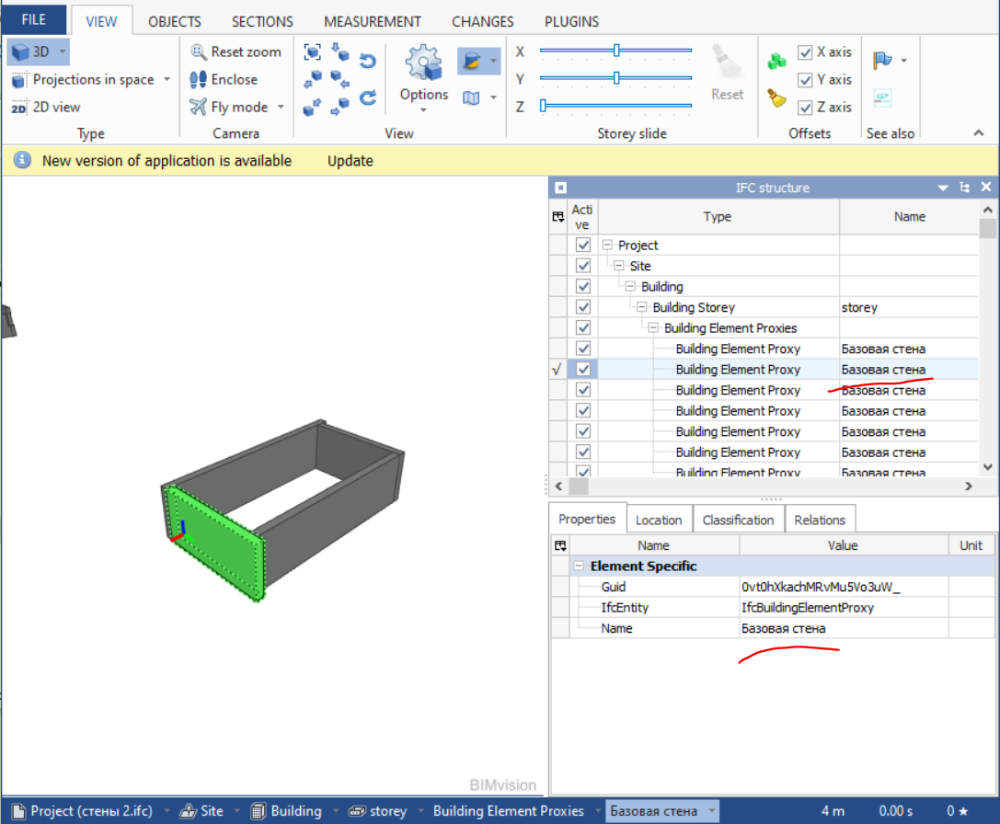 FILE VIEW OBJECTS SECTIONS MEASUREMENT CHANGES PLUGINS
3D Reset zoom X X axis
Projections in space Enclose Y Y axis
2D 2D view Fly mode Options Z Reset Z axis
Type Camera View Storey slide Offsets See also
New version of application is available Update
IFC structure
Acti
ve Type Name
Project
Site
Building
Building Storey storey
Building Element Proxies
Building Element Proxy Базовая стена
√ Building Element Proxy Базовая стена
Building Element Proxy Базовая стена
Building Element Proxy Базовая стена
Building Element Proxy Базовая стена
Building Element Proxy Базовая стена
Building Element Proxy Базовая стена
Properties Location Classification Relations
Name Value Unit
Element Specific
Guid 0vt0hXkachMRvMu5Vo3uW_
IfcEntity IfcBuildingElementProxy
Name Базовая стена
BIMvision
Project (стены 2.ifc) Site Building storey Building Element Proxies Базовая стена 4 m 0.00 s 0 ★